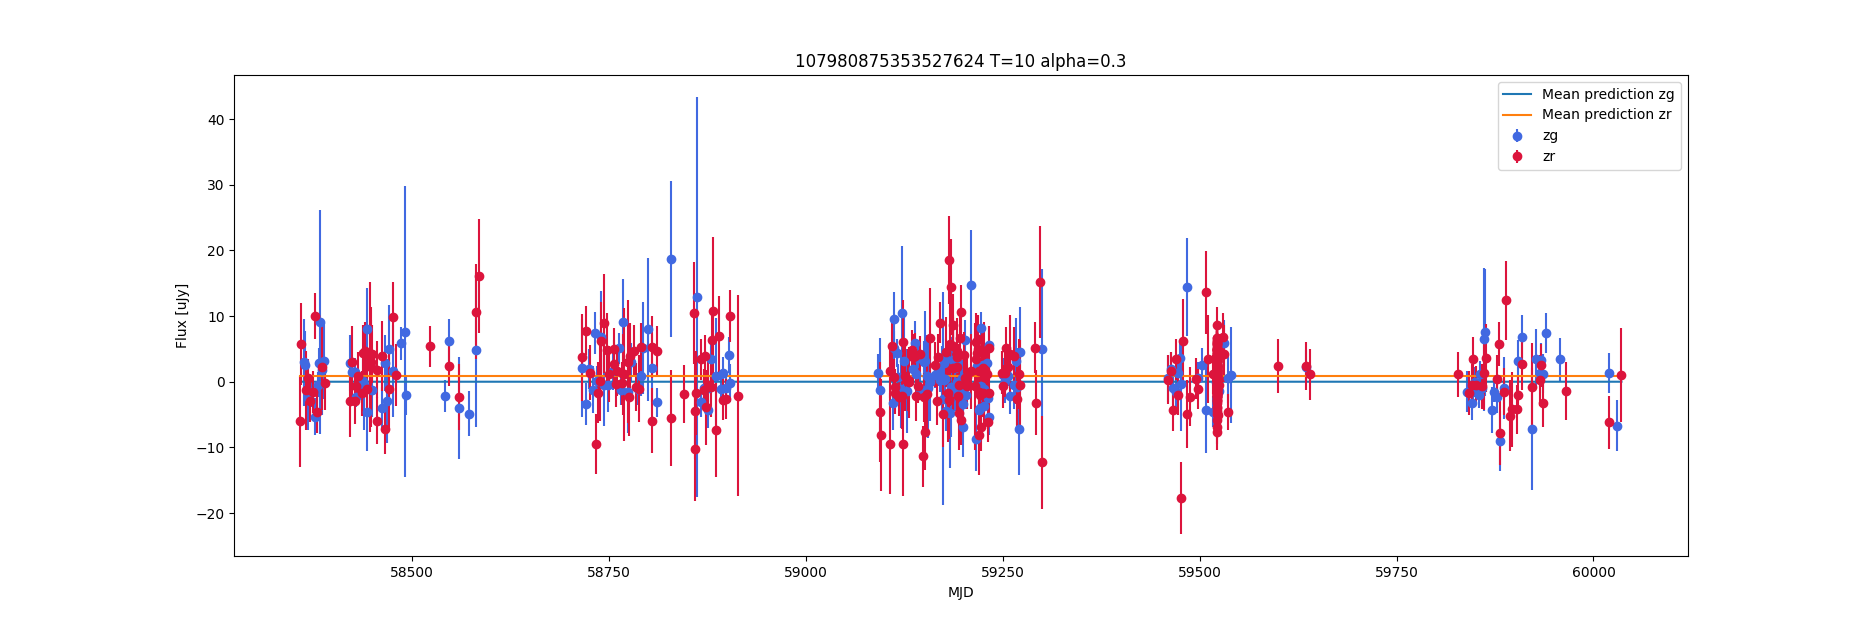 107980875353527624 T=10 alpha=0.3
Mean prediction zg
Mean prediction zr
zg
zr
Flux [uJy]
40
30
20
10
0
−10
−20
58500 58750 59000 59250 59500 59750 60000
MJD